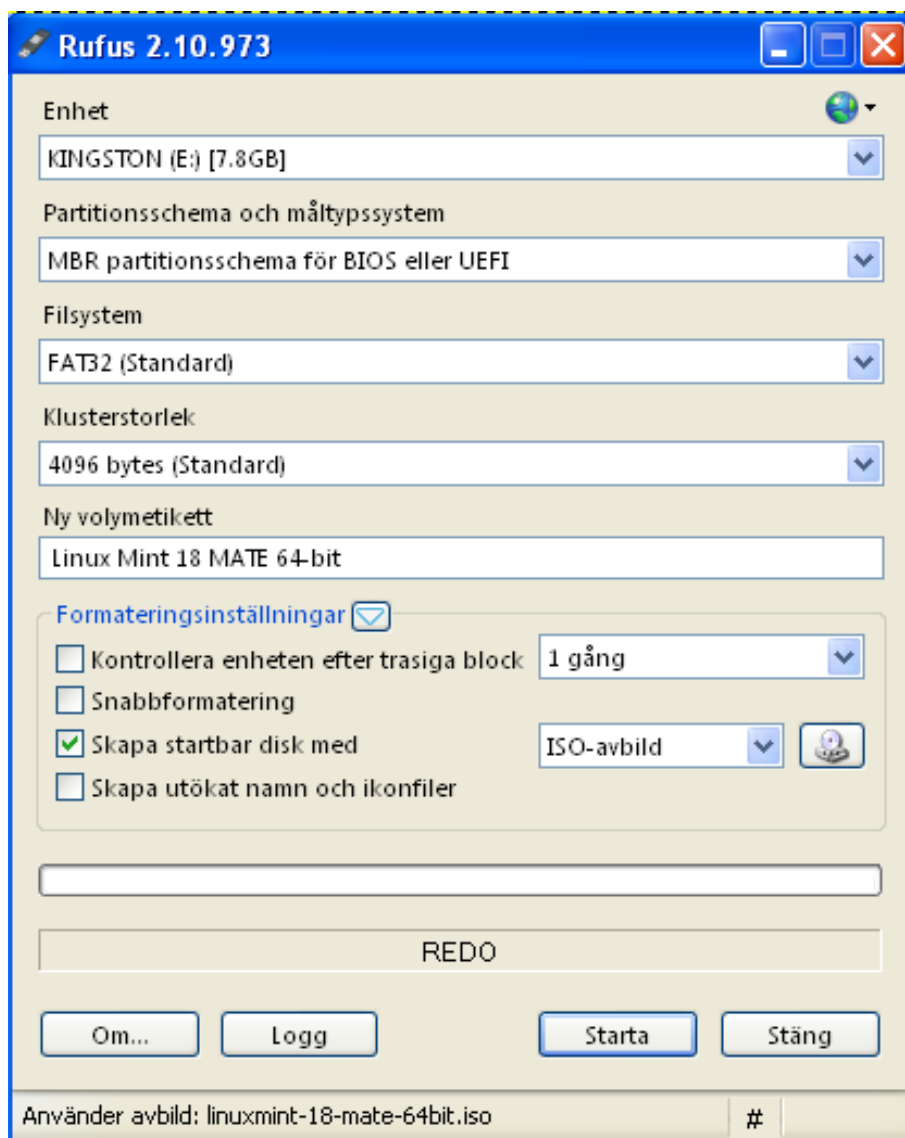 Rufus 2.10.973
Enhet
KINGSTON (E:) [7.8GB]
Partitionsschema och måltypssystem
MBR partitionsschema för BIOS eller UEFI
Filsystem
FAT32 (Standard)
Klusterstorlek
4096 bytes (Standard)
Ny volymetikett
Linux Mint 18 MATE 64-bit
Formateringsinställningar
Kontrollera enheten efter trasiga block 1 gång
Snabbformatering
Skapa startbar disk med ISO-avbild
Skapa utökat namn och ikonfiler
REDO
Om... Logg Starta Stäng
Använder avbild: linuxmint-18-mate-64bit.iso #